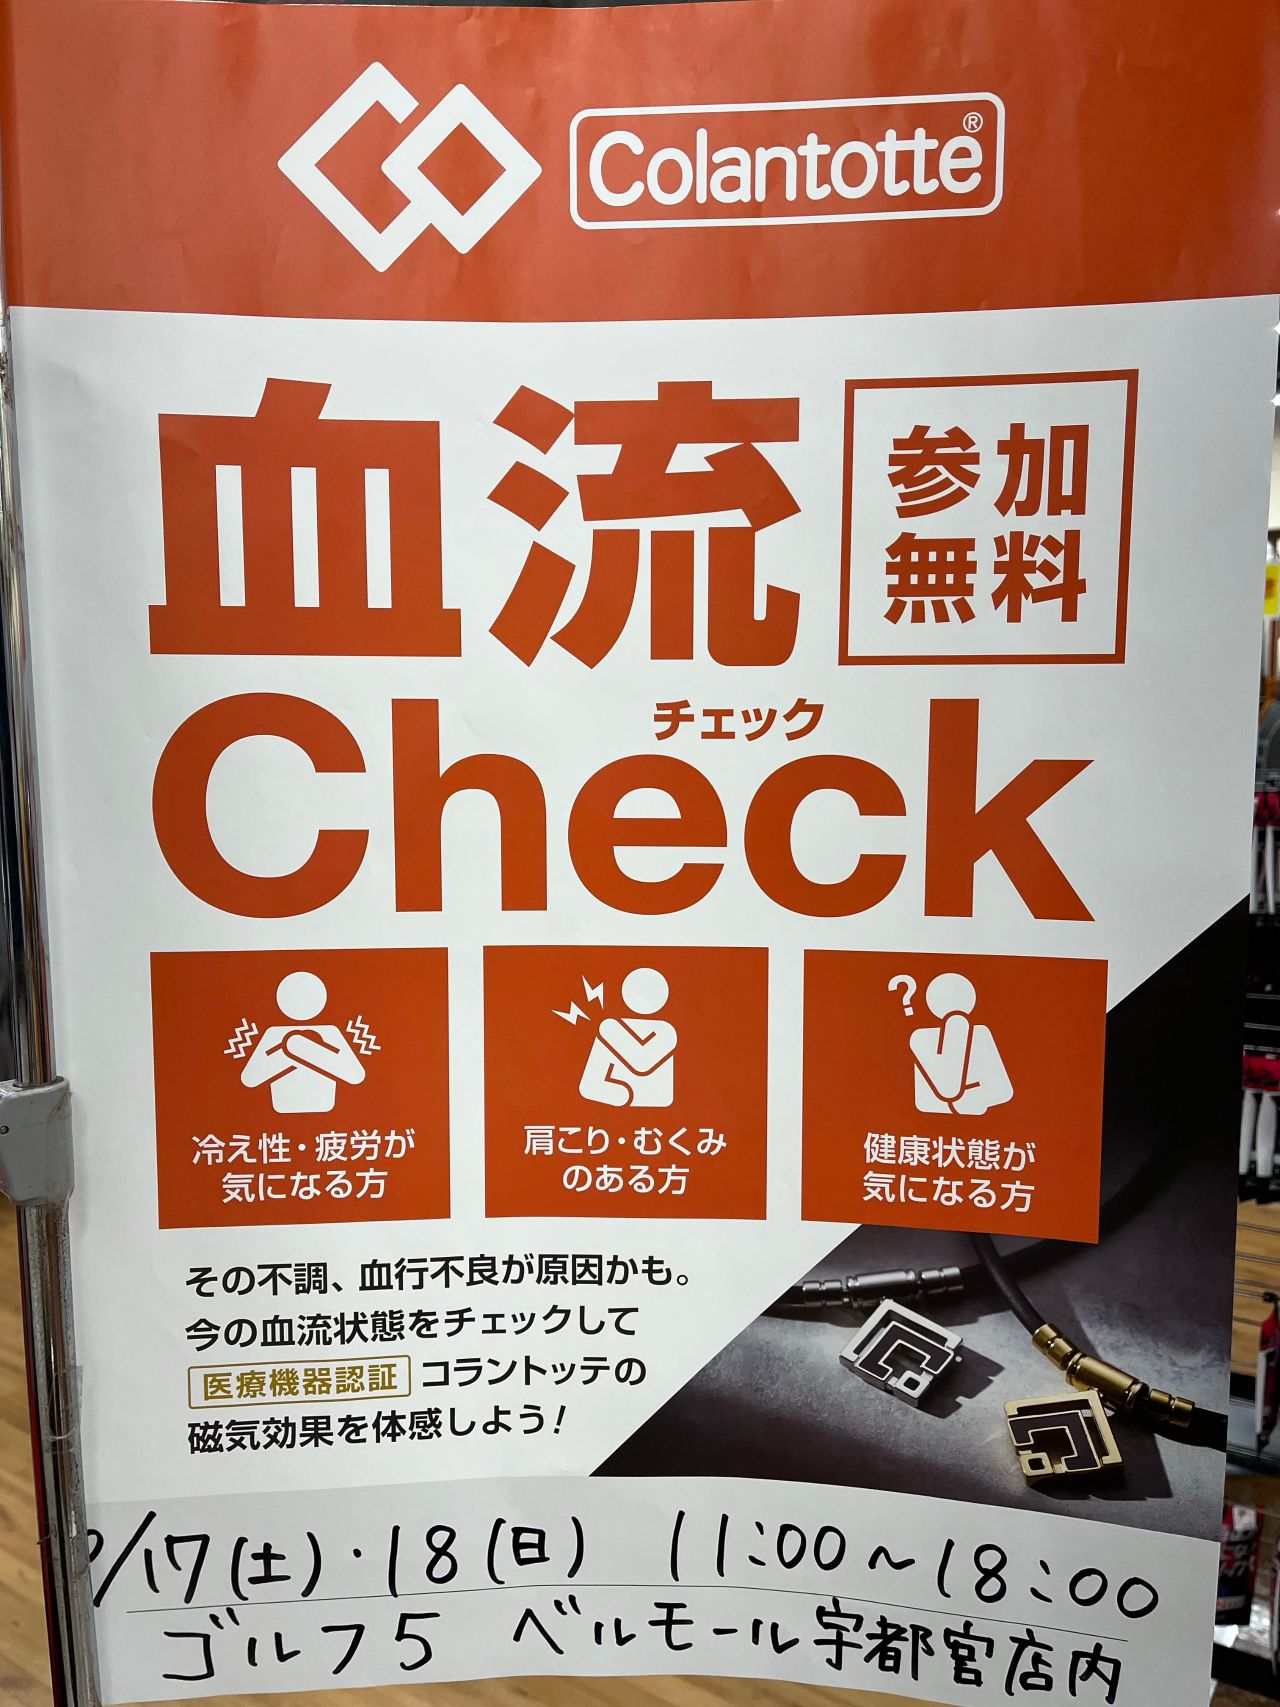 Colantotte®
血流
参加
無料
チェック
Check
冷え性・疲労が
気になる方
肩こり・むくみ
のある方
健康状態が
気になる方
その不調、血行不良が原因かも。
今の血流状態をチェックして
医療機器認証 コラントッテの
磁気効果を体感しよう!
/17(土)・18(日) 11:00~18:00
ゴルフ5 ベルモール宇都宮店内